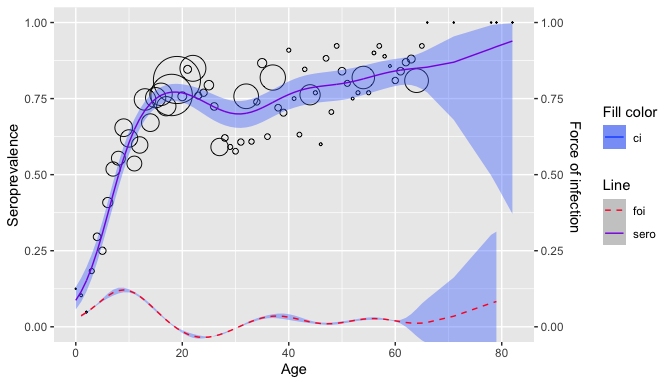 1.00
0.75
0.50
0.25
0.00
Seroprevalence
0 20 40 60 80
Age
1.00
0.75
0.50
0.25
0.00
Force of infection
Fill color
ci
Line
foi
sero